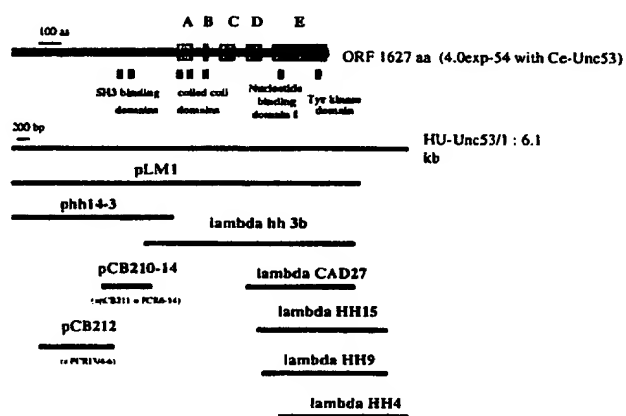 A B C D E
100 aa
ORF 1627 aa (4.0exp-54 with Ce-Unc53)
SH3 binding domains
coiled coil domains
Nucleotide binding domain I
Tyr kinase domain
200 bp
HU-Unc53/1 : 6.1 kb
pLM1
phh14-3
lambda hh 3b
pCB210-14
lambda CAD27
lambda HH15
pCB212
lambda HH9
lambda HH4